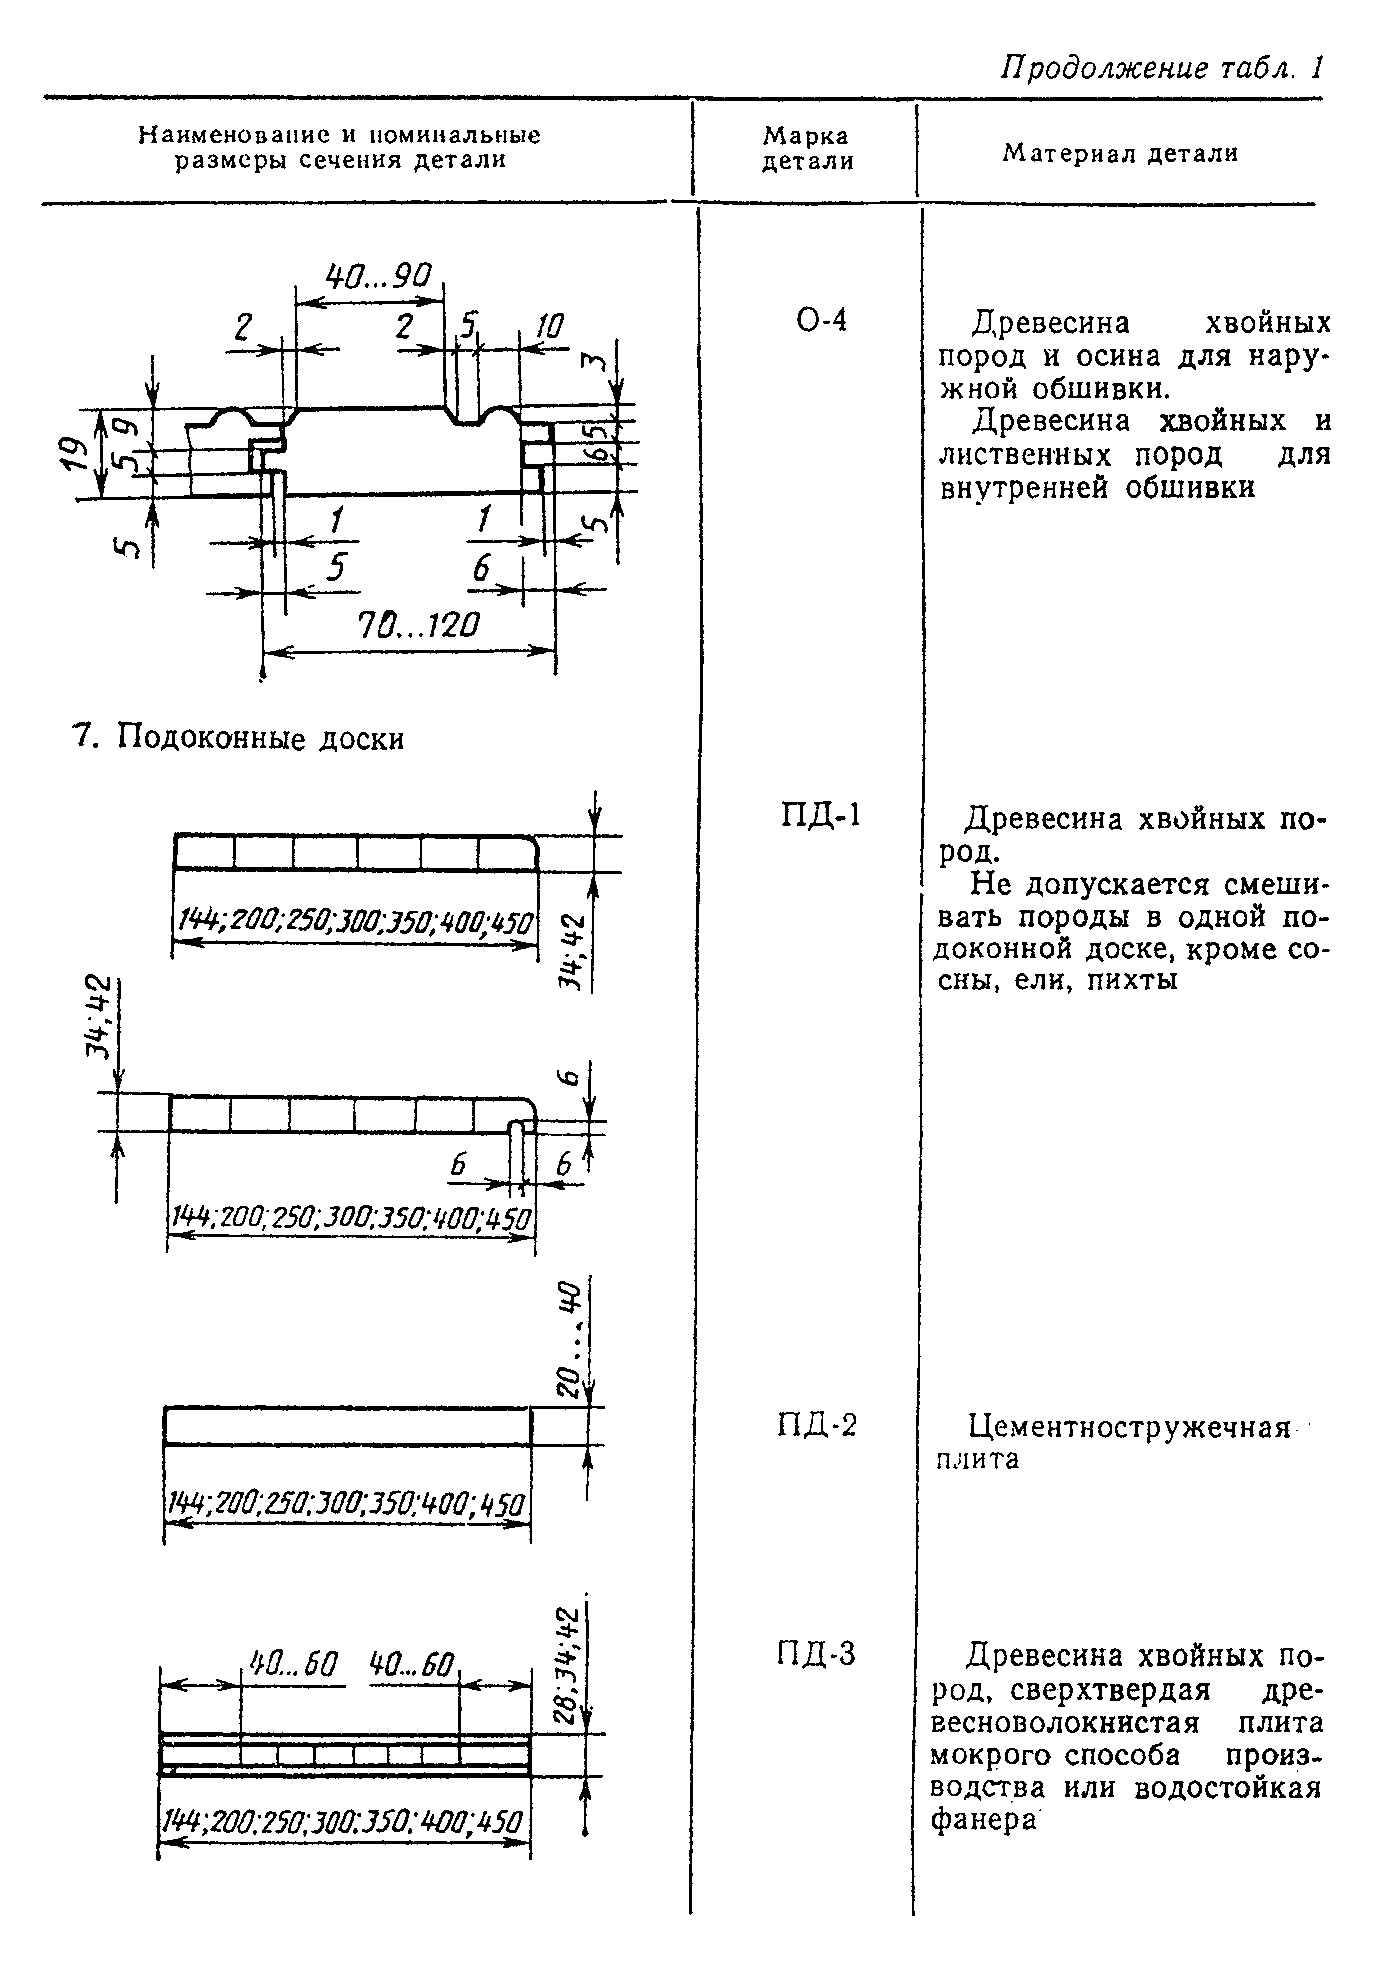 Продолжение табл. 1
Наименование и номинальные
размеры сечения детали
Марка
детали
Материал детали
40...90
2
2
5
10
3
19
9
5
5
5
6
5
1
1
5
6
70...120
О-4
Древесина хвойных
пород и осина для нару-
жной обшивки.
Древесина хвойных и
лиственных пород для
внутренней обшивки
7. Подоконные доски
144;200;250;300;350;400;450
34;42
ПД-1
Древесина хвойных по-
род.
Не допускается смеши-
вать породы в одной по-
доконной доске, кроме со-
сны, ели, пихты
34;42
6
6
6
144;200;250;300;350;400;450
20...40
144;200;250;300;350;400;450
ПД-2
Цементностружечная
плита
40...60
40...60
28;34;42
144;200;250;300;350;400;450
ПД-3
Древесина хвойных по-
род, сверхтвердая дре-
весноволокнистая плита
мокрого способа произ-
водства или водостойкая
фанера